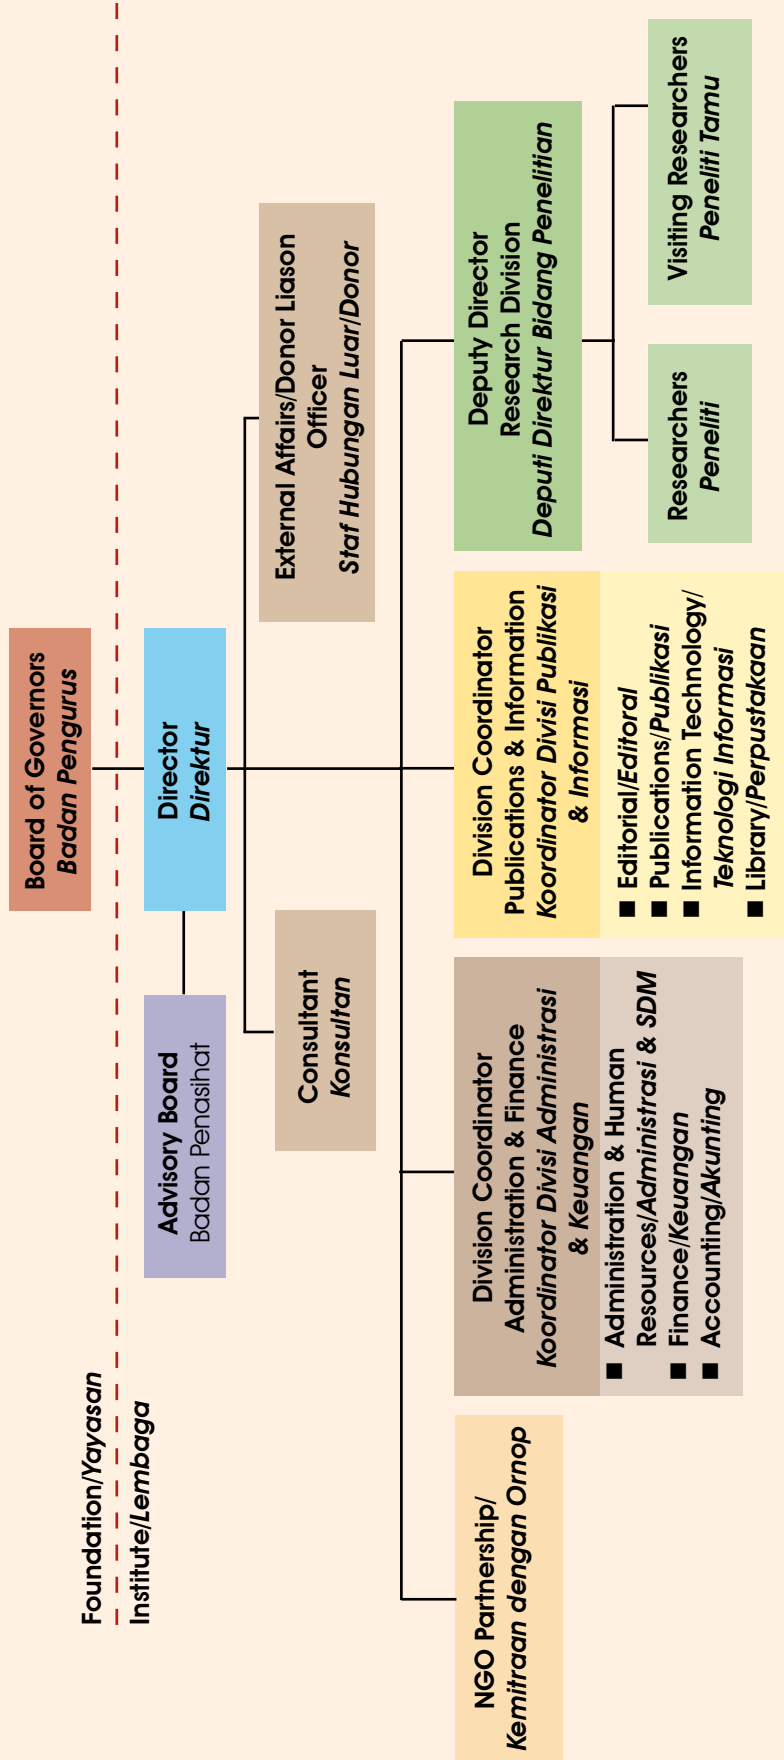 Foundation/Yayasan
Institute/Lembaga
Board of Governors
Badan Pengurus
Advisory Board
Badan Penasihat
Director
Direktur
Consultant
Konsultan
External Affairs/Donor Liason
Officer
Staf Hubungan Luar/Donor
NGO Partnership/
Kemitraan dengan Ornop
Division Coordinator
Administration & Finance
Koordinator Divisi Administrasi
& Keuangan
■ Administration & Human
Resources/Administrasi & SDM
■ Finance/Keuangan
■ Accounting/Akunting
Division Coordinator
Publications & Information
Koordinator Divisi Publikasi
& Informasi
■ Editorial/Editoral
■ Publications/Publikasi
■ Information Technology/
Teknologi Informasi
■ Library/Perpustakaan
Deputy Director
Research Division
Deputi Direktur Bidang Penelitian
Researchers
Peneliti
Visiting Researchers
Peneliti Tamu